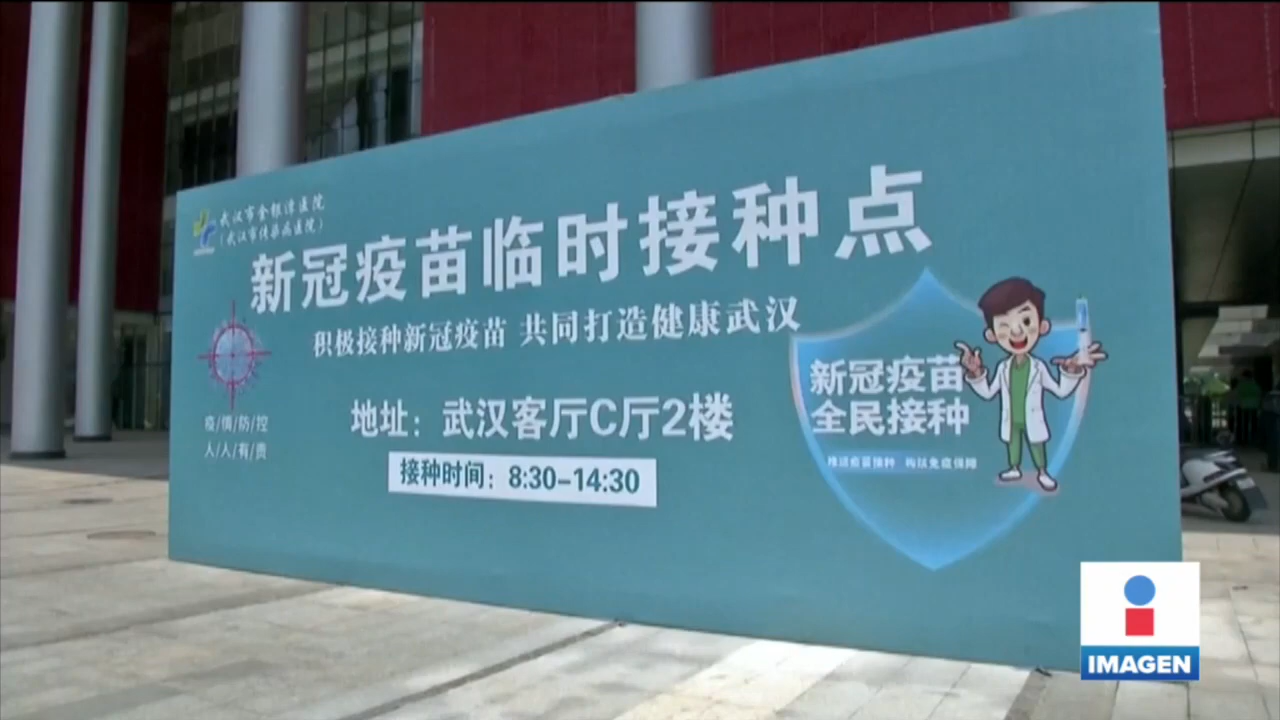 武汉市金银潭医院
(武汉市传染病医院)
新冠疫苗临时接种点
积极接种新冠疫苗 共同打造健康武汉
疫/情/防/控
人/人/有/责
地址：武汉客厅C厅2楼
接种时间：8:30-14:30
新冠疫苗
全民接种
推进疫苗接种 构筑免疫保障
IMAGEN